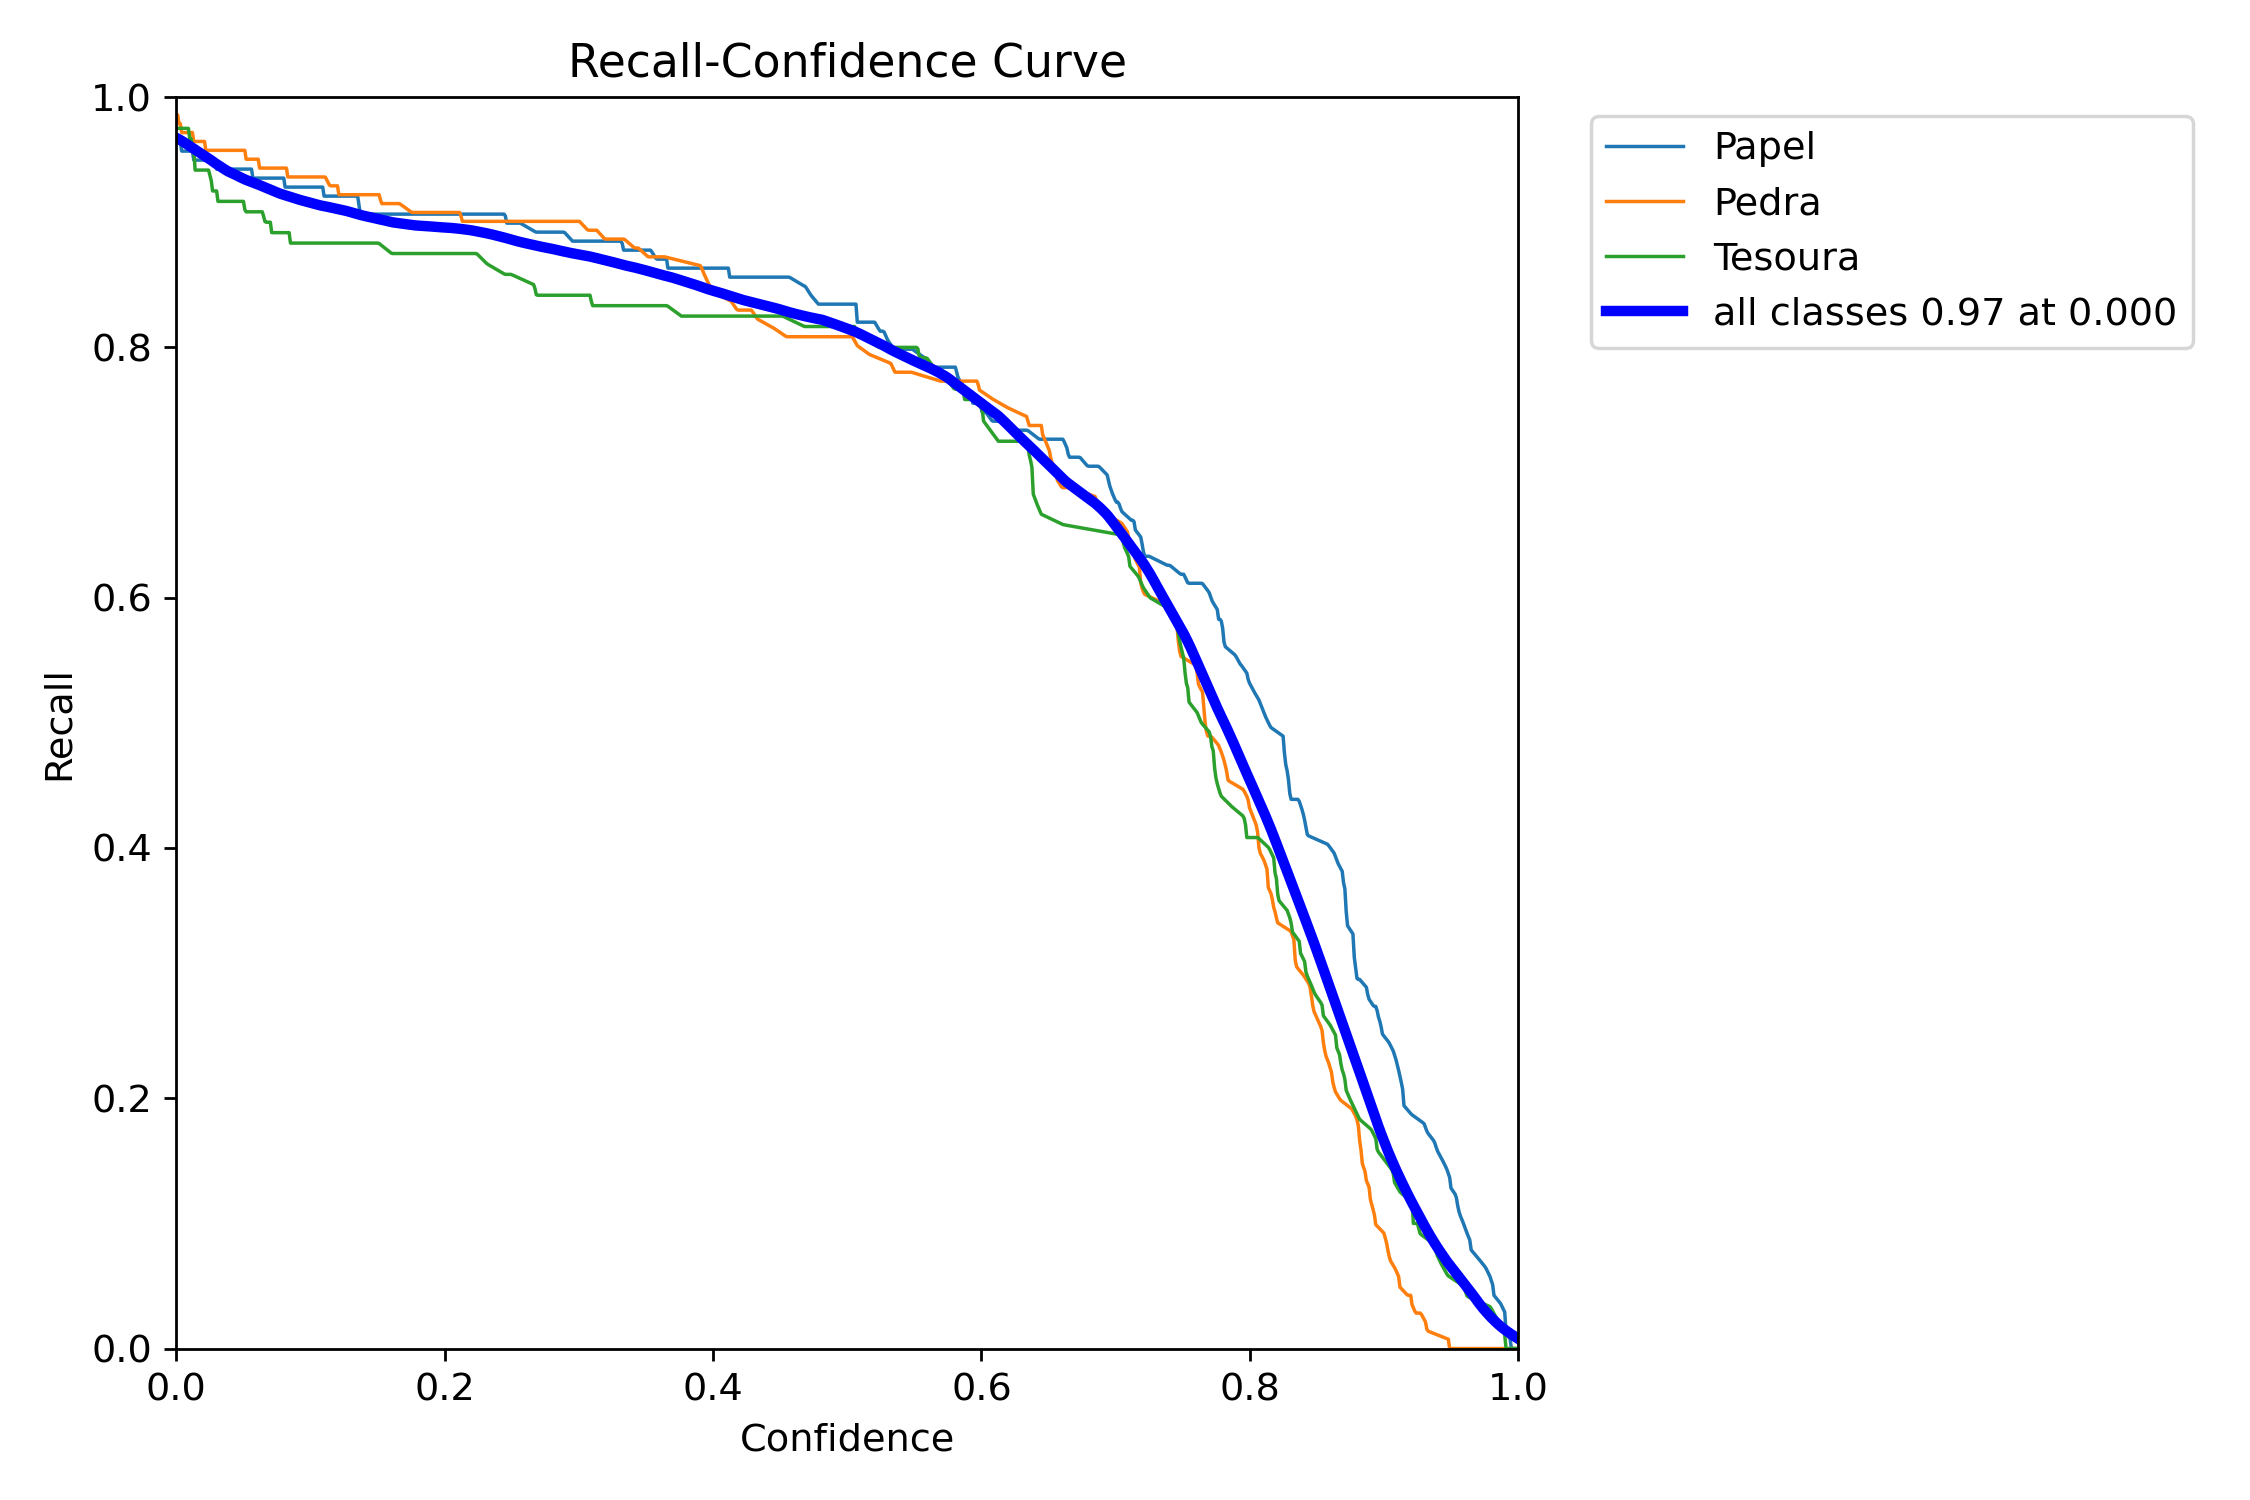 Recall-Confidence Curve
1.0
0.8
0.6
0.4
0.2
0.0
Recall
0.0 0.2 0.4 0.6 0.8 1.0
Confidence
Papel
Pedra
Tesoura
all classes 0.97 at 0.000